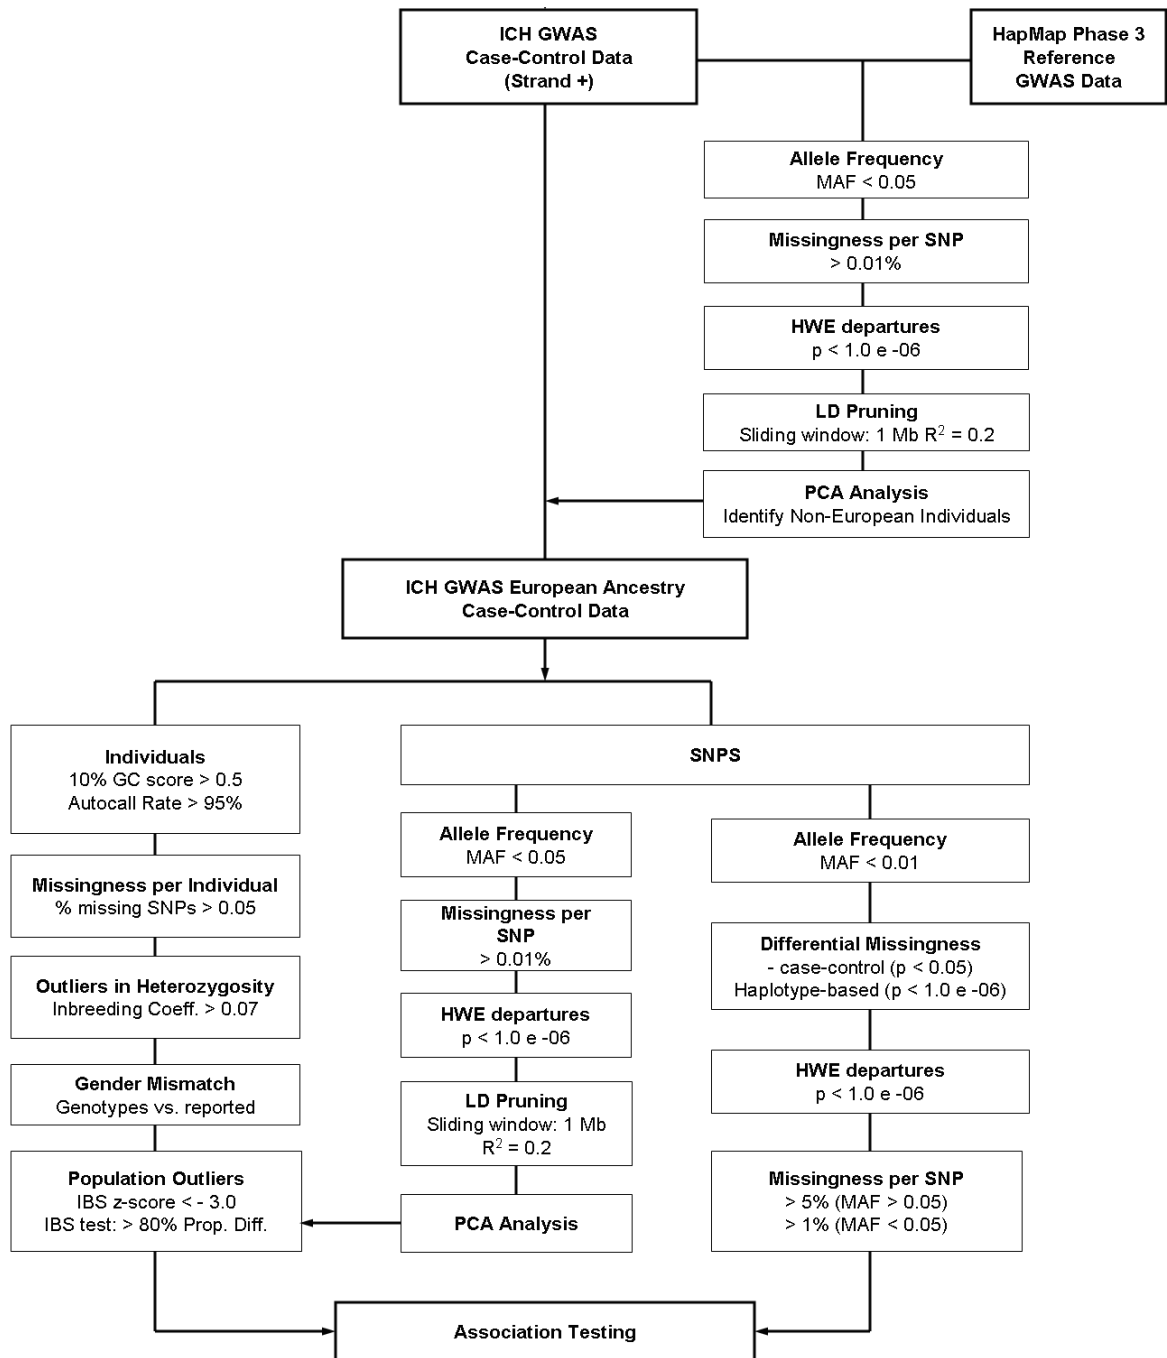 ICH GWAS
Case-Control Data
(Strand +)
HapMap Phase 3
Reference
GWAS Data
Allele Frequency
MAF < 0.05
Missingness per SNP
> 0.01%
HWE departures
p < 1.0 e -06
LD Pruning
Sliding window: 1 Mb R² = 0.2
PCA Analysis
Identify Non-European Individuals
ICH GWAS European Ancestry
Case-Control Data
Individuals
10% GC score > 0.5
Autocall Rate > 95%
Missingness per Individual
% missing SNPs > 0.05
Outliers in Heterozygosity
Inbreeding Coeff. > 0.07
Gender Mismatch
Genotypes vs. reported
Population Outliers
IBS z-score < - 3.0
IBS test: > 80% Prop. Diff.
SNPS
Allele Frequency
MAF < 0.05
Missingness per
SNP
> 0.01%
HWE departures
p < 1.0 e -06
LD Pruning
Sliding window: 1 Mb
R² = 0.2
PCA Analysis
Allele Frequency
MAF < 0.01
Differential Missingness
- case-control (p < 0.05)
Haplotype-based (p < 1.0 e -06)
HWE departures
p < 1.0 e -06
Missingness per SNP
> 5% (MAF > 0.05)
> 1% (MAF < 0.05)
Association Testing